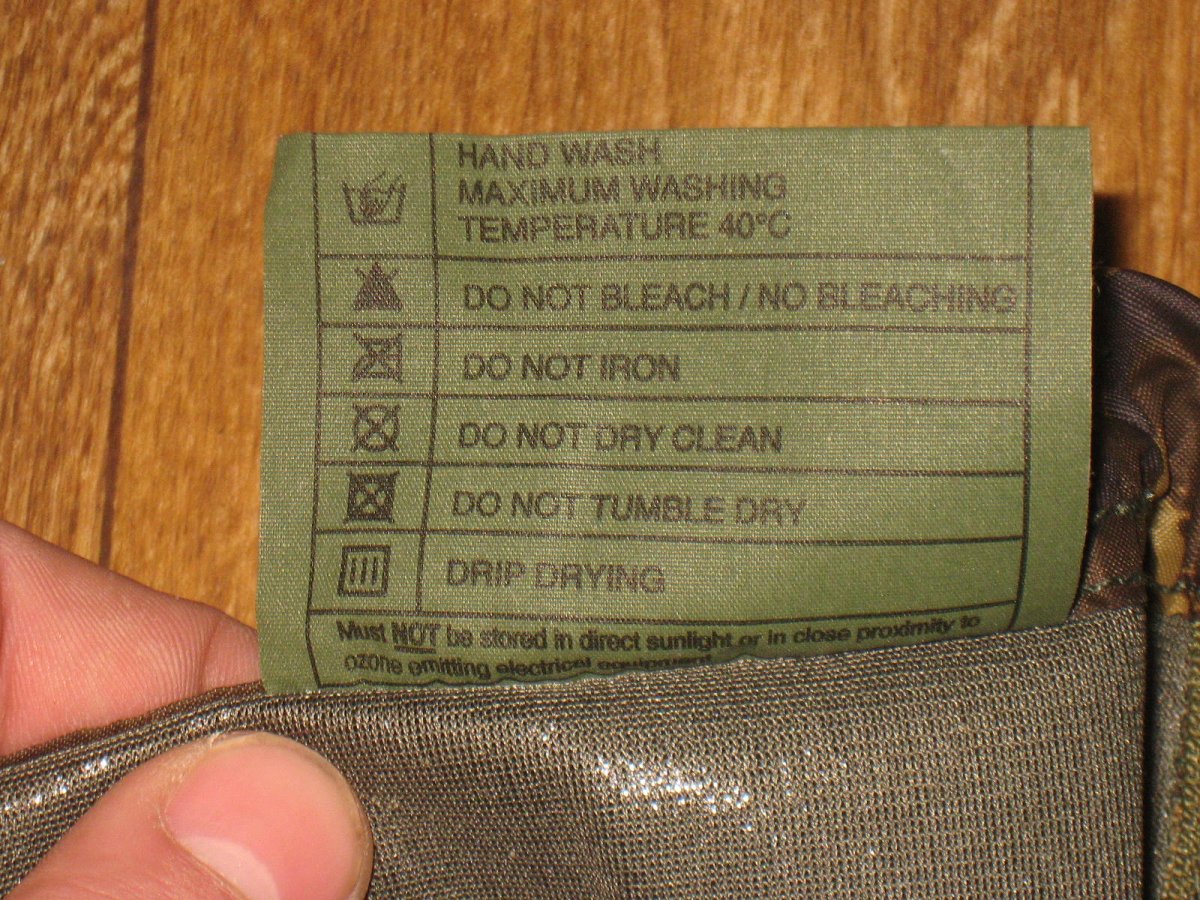 HAND WASH
MAXIMUM WASHING
TEMPERATURE 40°C
DO NOT BLEACH / NO BLEACHING
DO NOT IRON
DO NOT DRY CLEAN
DO NOT TUMBLE DRY
DRIP DRYING
Must NOT be stored in direct sunlight or in close proximity to
ozone emitting electrical equipment